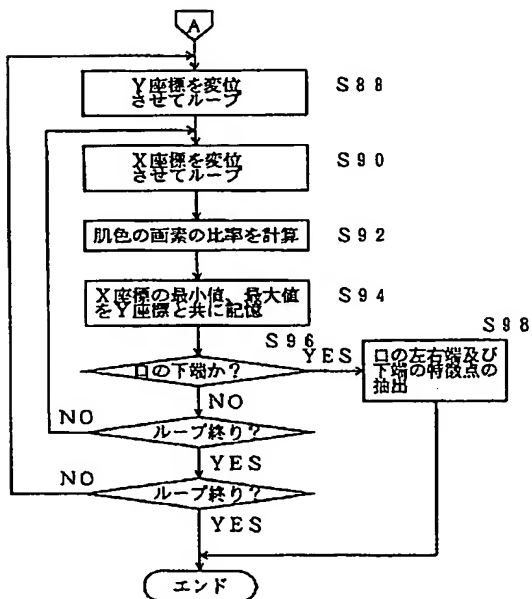 A
Y座標を変位
させてループ
S88
X座標を変位
させてループ
S90
肌色の画素の比率を計算
S92
X座標の最小値、最大値
をY座標と共に記憶
S94
S96
口の下端か?
YES
S98
口の左右端及び
下端の特徴点の
抽出
NO
NO
ループ終り?
YES
NO
ループ終り?
YES
エンド